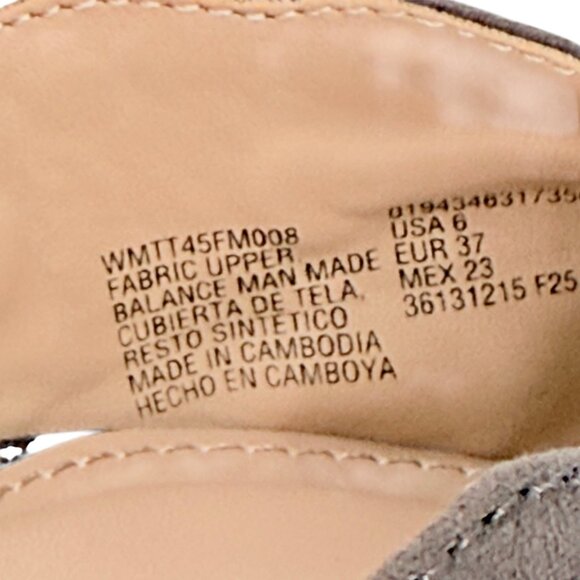 WMTT45FM008
FABRIC UPPER
BALANCE MAN MADE
CUBIERTA DE TELA,
RESTO SINTÉTICO
MADE IN CAMBODIA
HECHO EN CAMBOYA
USA 6
EUR 37
MEX 23
36131215 F25